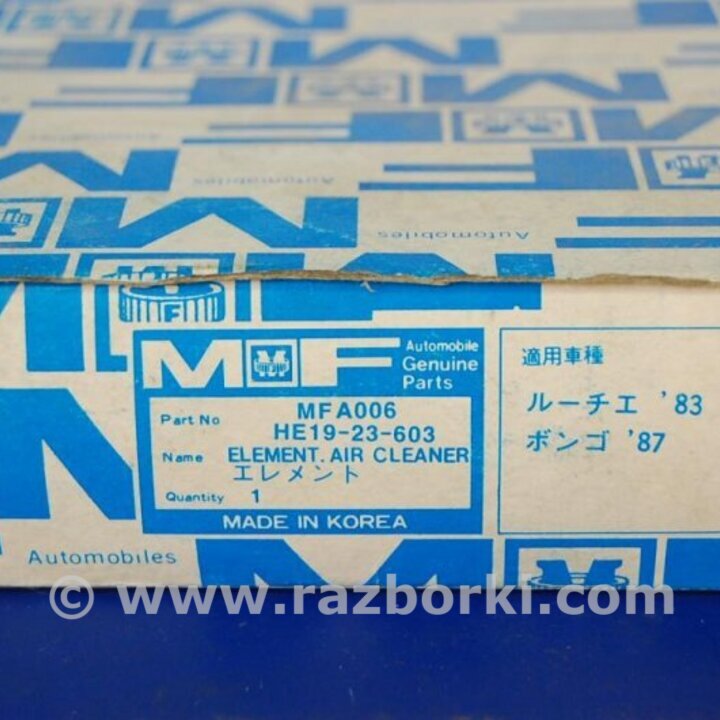 Automobiles
Automobiles
MF
Automobile
Genuine
Parts
Part No MFA006
HE19-23-603
Name ELEMENT. AIR CLEANER
エレメント
Quantity 1
MADE IN KOREA
適用車種
ルーチェ '83
ボンゴ '87
Automobiles
© www.razborki.com